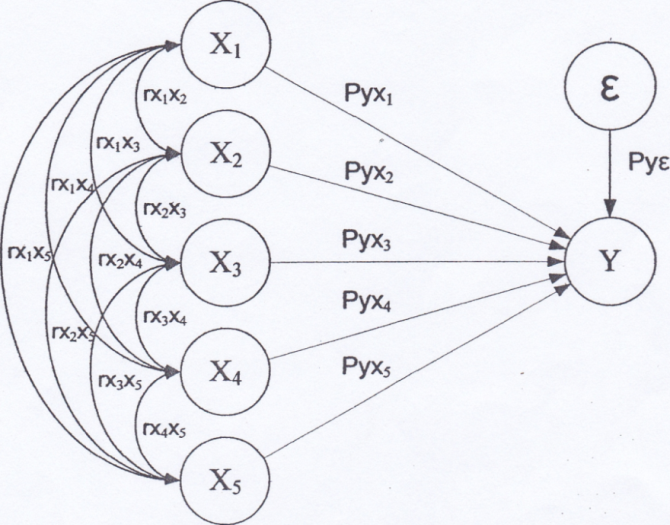 X₁
ε
rx₁x₂
Pyx₁
rx₁x₃
X₂
Pyx₂
Pyε
rx₁x₄
rx₂x₃
rx₁x₅
rx₂x₄
X₃
Pyx₃
Y
rx₃x₄
Pyx₄
rx₂x₅
X₄
Pyx₅
rx₃x₅
rx₄x₅
X₅